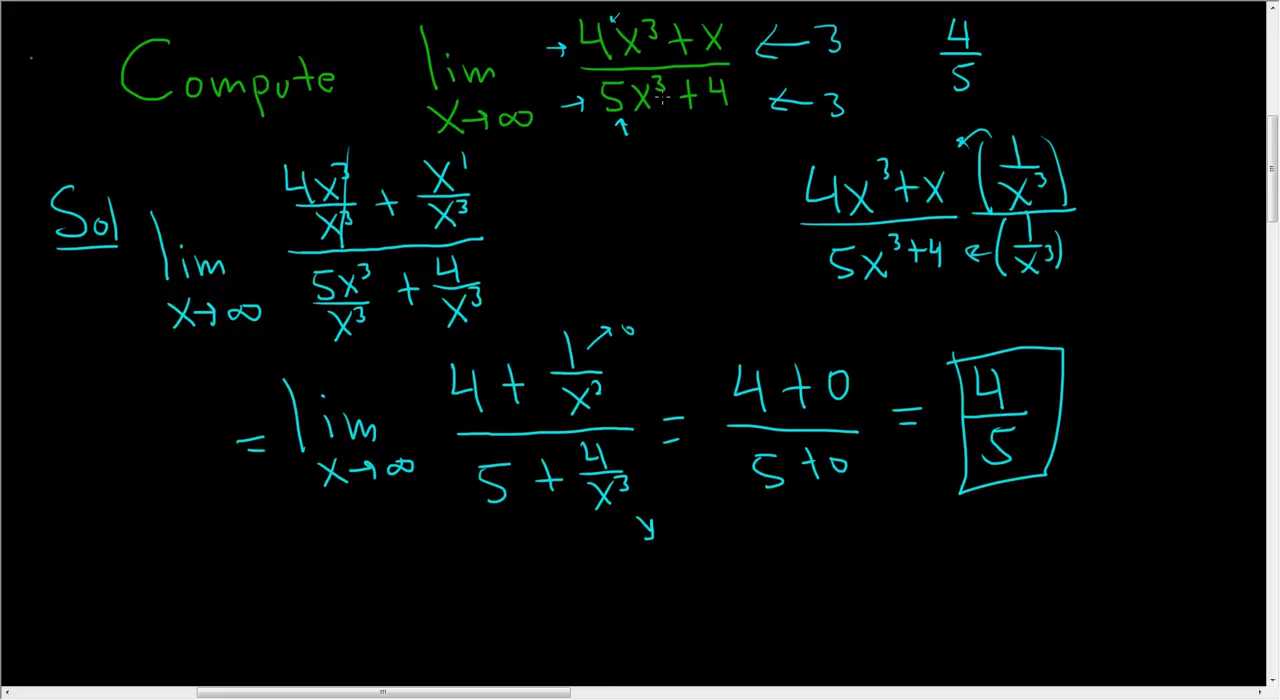 Compute lim x→∞ (4x³ + x)/(5x³ + 4) → → ← 3 ← 3 4/5
Sol lim x→∞ (4x³/x³ + x¹/x³)/(5x³/x³ + 4/x³)
(4x³ + x)/(5x³ + 4) (1/x³)/(1/x³)
= lim x→∞ (4 + 1/x² → 0)/(5 + 4/x³) = (4 + 0)/(5 + 0) = 4/5